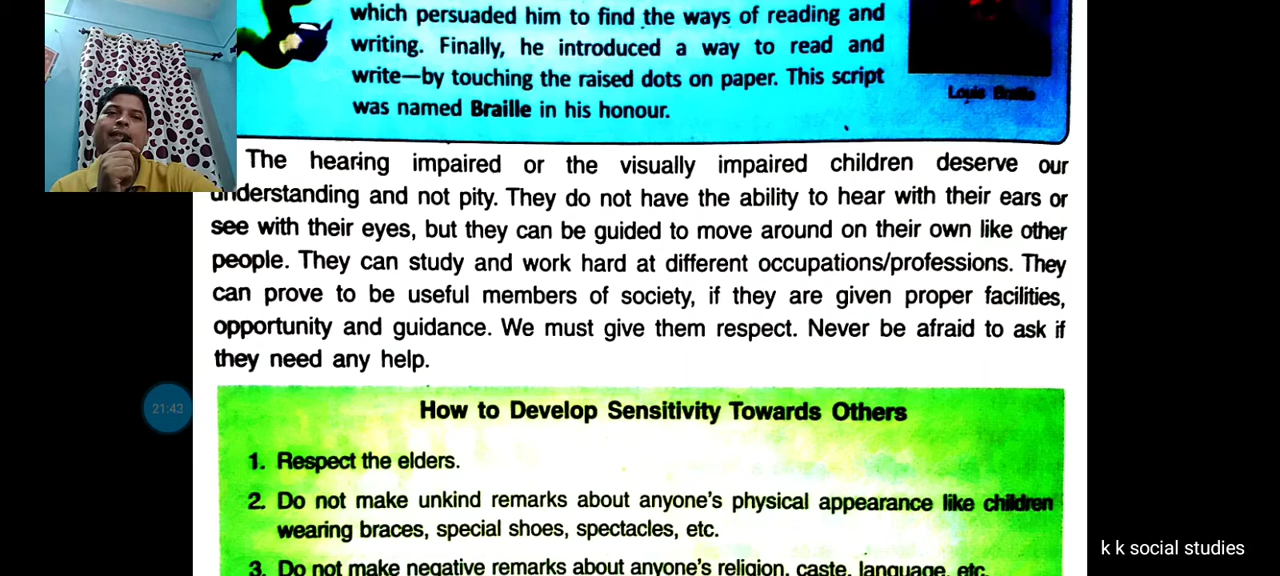 which persuaded him to find the ways of reading and
writing. Finally, he introduced a way to read and
write—by touching the raised dots on paper. This script
was named Braille in his honour.
Louis Braille
The hearing impaired or the visually impaired children deserve our
understanding and not pity. They do not have the ability to hear with their ears or
see with their eyes, but they can be guided to move around on their own like other
people. They can study and work hard at different occupations/professions. They
can prove to be useful members of society, if they are given proper facilities,
opportunity and guidance. We must give them respect. Never be afraid to ask if
they need any help.
21:43
How to Develop Sensitivity Towards Others
1. Respect the elders.
2. Do not make unkind remarks about anyone's physical appearance like children
wearing braces, special shoes, spectacles, etc.
3. Do not make negative remarks about anyone's religion, caste, language, etc.
k k social studies